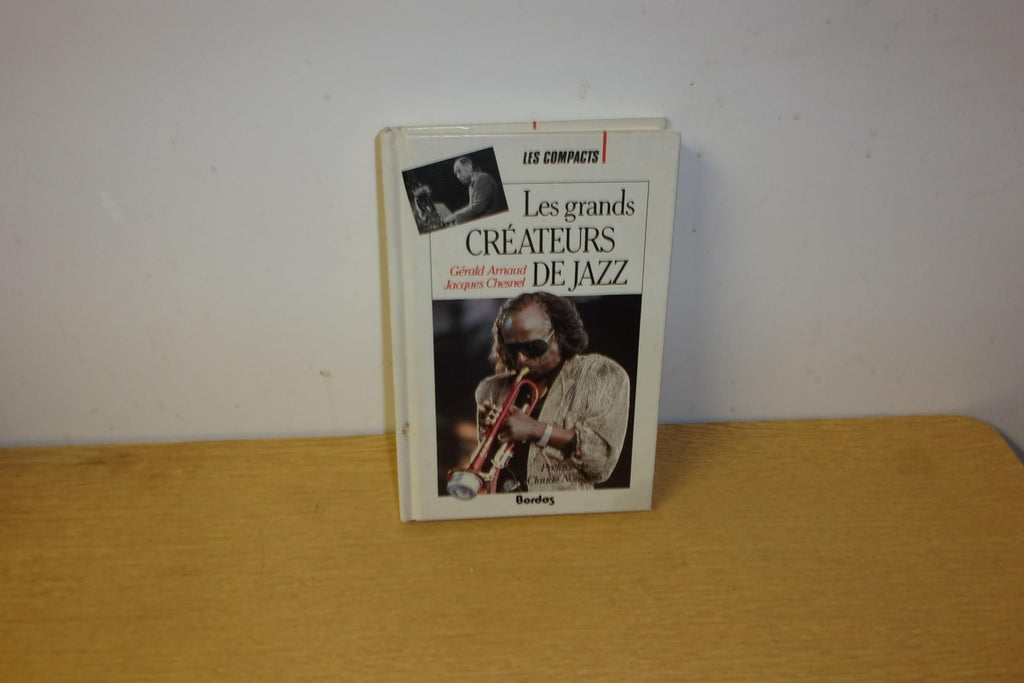 LES COMPACTS
Les grands
CRÉATEURS
DE JAZZ
Gérald Arnaud
Jacques Chesnel
Claude
Bordas